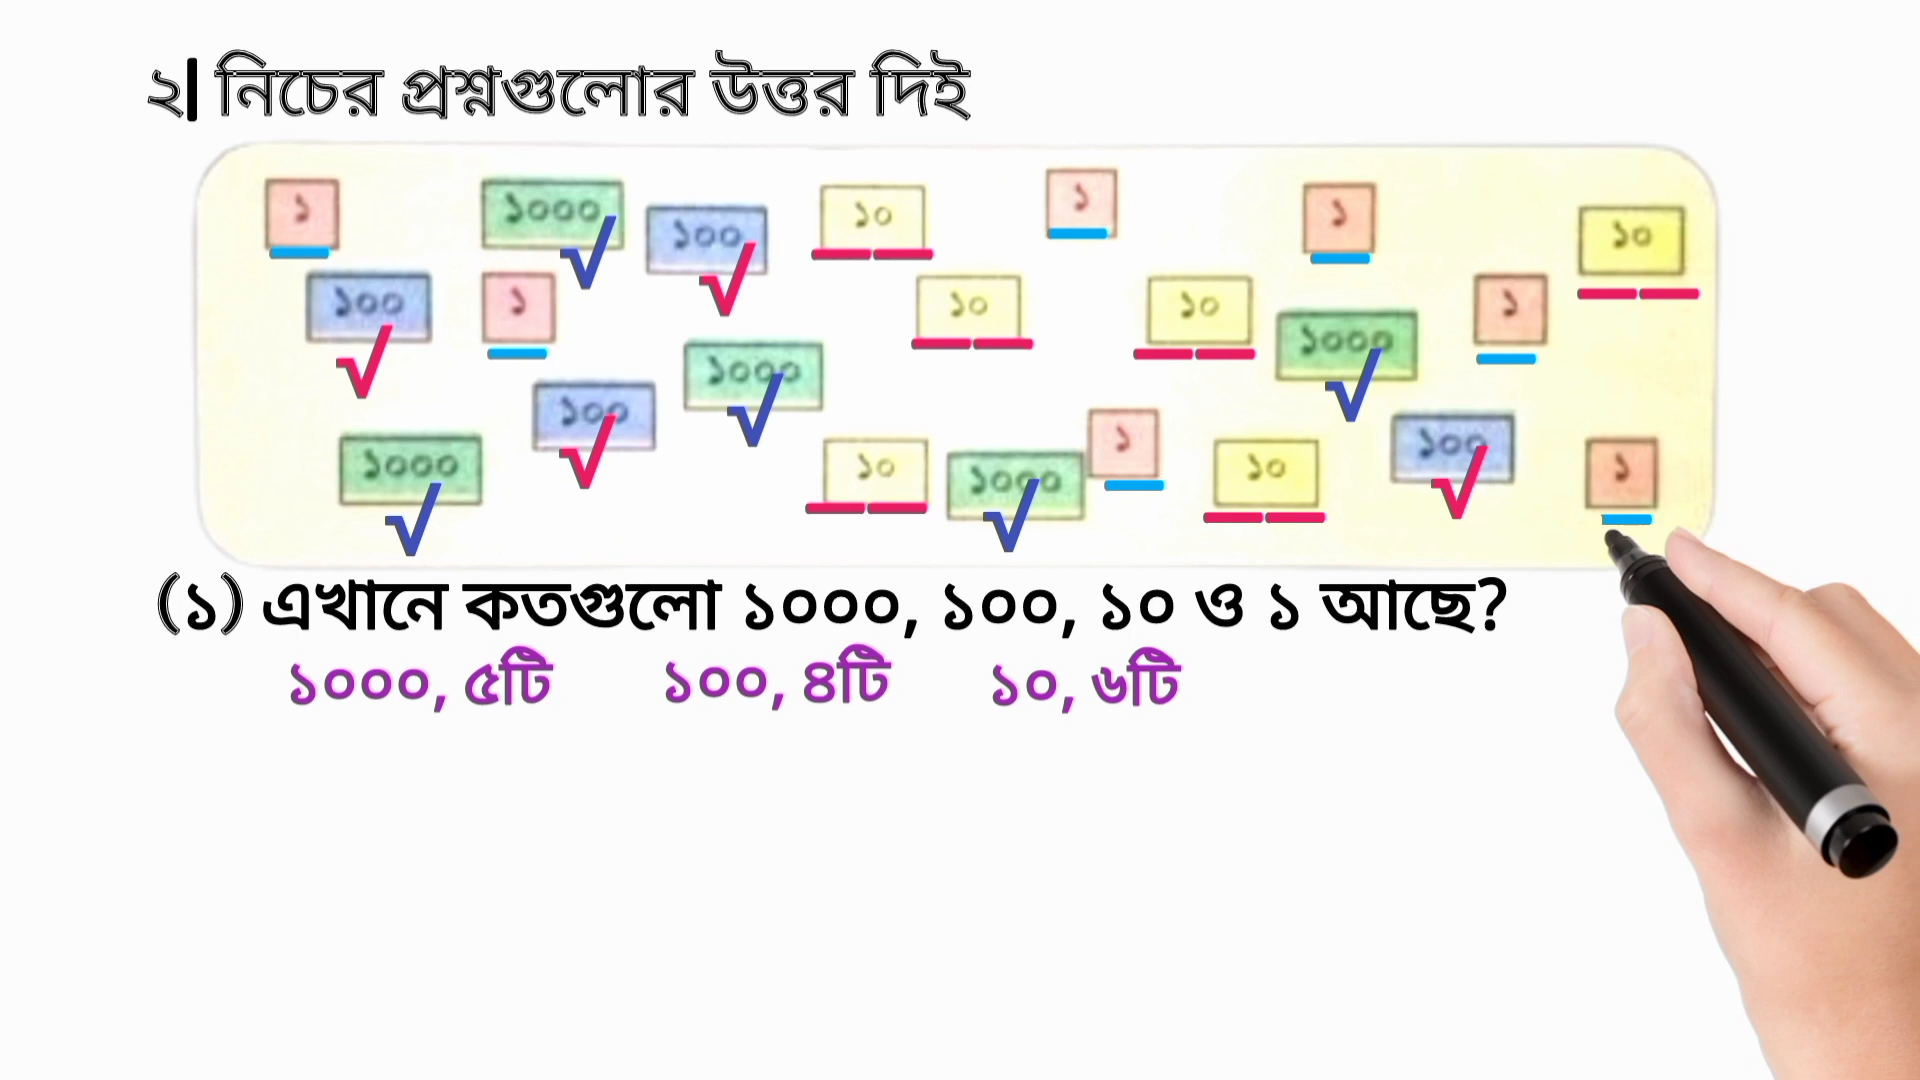 ২| নিচের প্রশ্নগুলোর উত্তর দিই
১ ১০০০ ১০০ ১০ ১ ১ ১০
১০০ ১ ১০ ১০ ১০০০ ১
১০০০ ১০০ ১০০০ ১০ ১০০০ ১ ১০ ১০০ ১
(১) এখানে কতগুলো ১০০০, ১০০, ১০ ও ১ আছে?
১০০০, ৫টি ১০০, ৪টি ১০, ৬টি